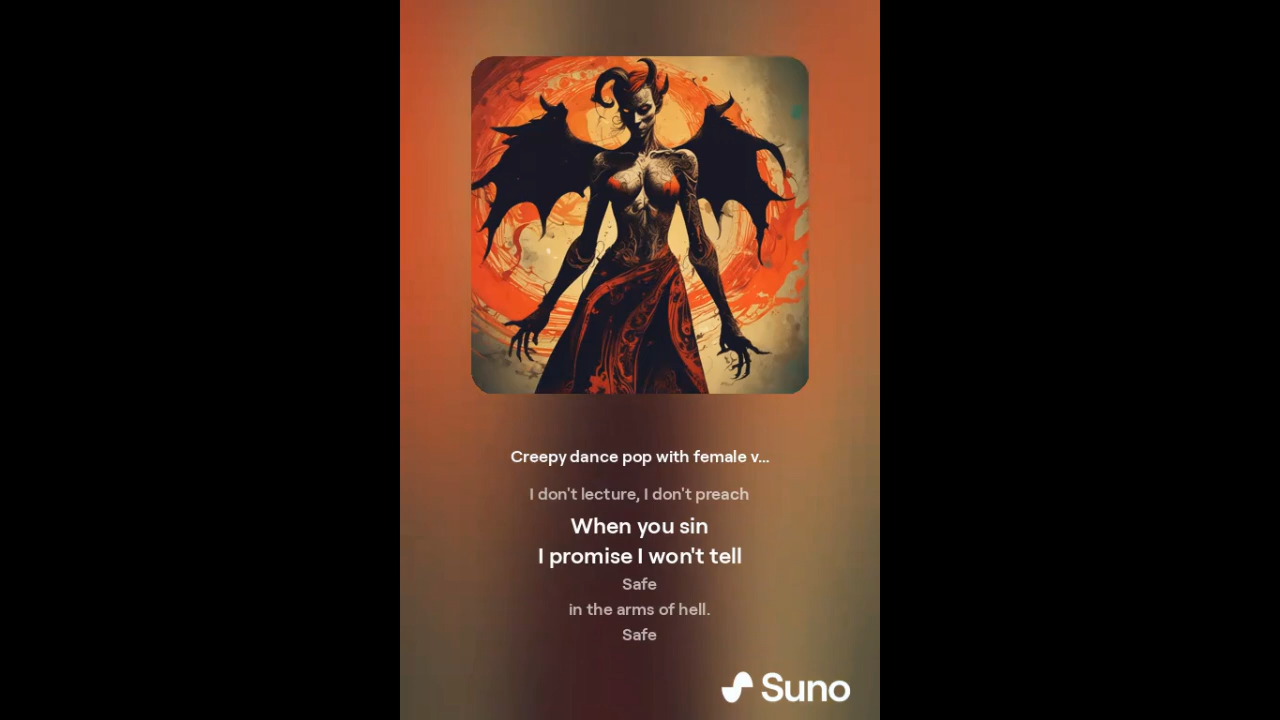 Creepy dance pop with female v...
I don't lecture, I don't preach
When you sin
I promise I won't tell
Safe
in the arms of hell.
Safe
Suno